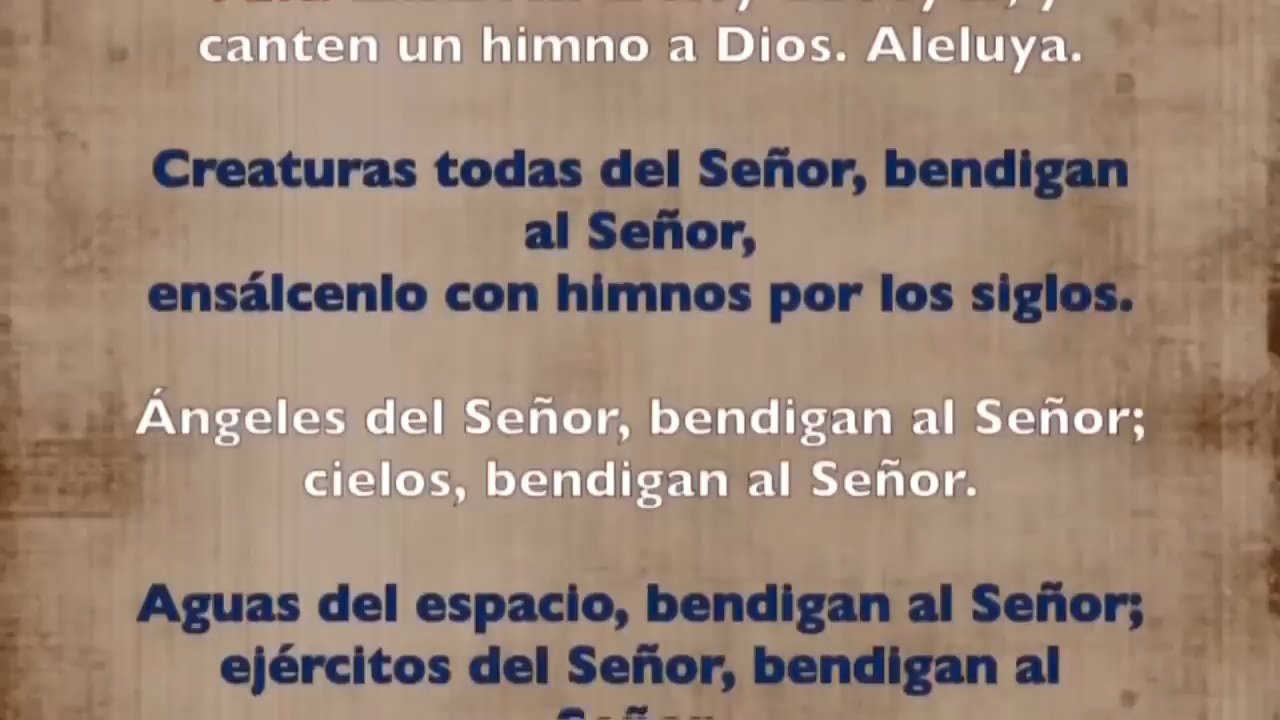 canten un himno a Dios. Aleluya.
Creaturas todas del Señor, bendigan
al Señor,
ensálcenlo con himnos por los siglos.
Ángeles del Señor, bendigan al Señor;
cielos, bendigan al Señor.
Aguas del espacio, bendigan al Señor;
ejércitos del Señor, bendigan al